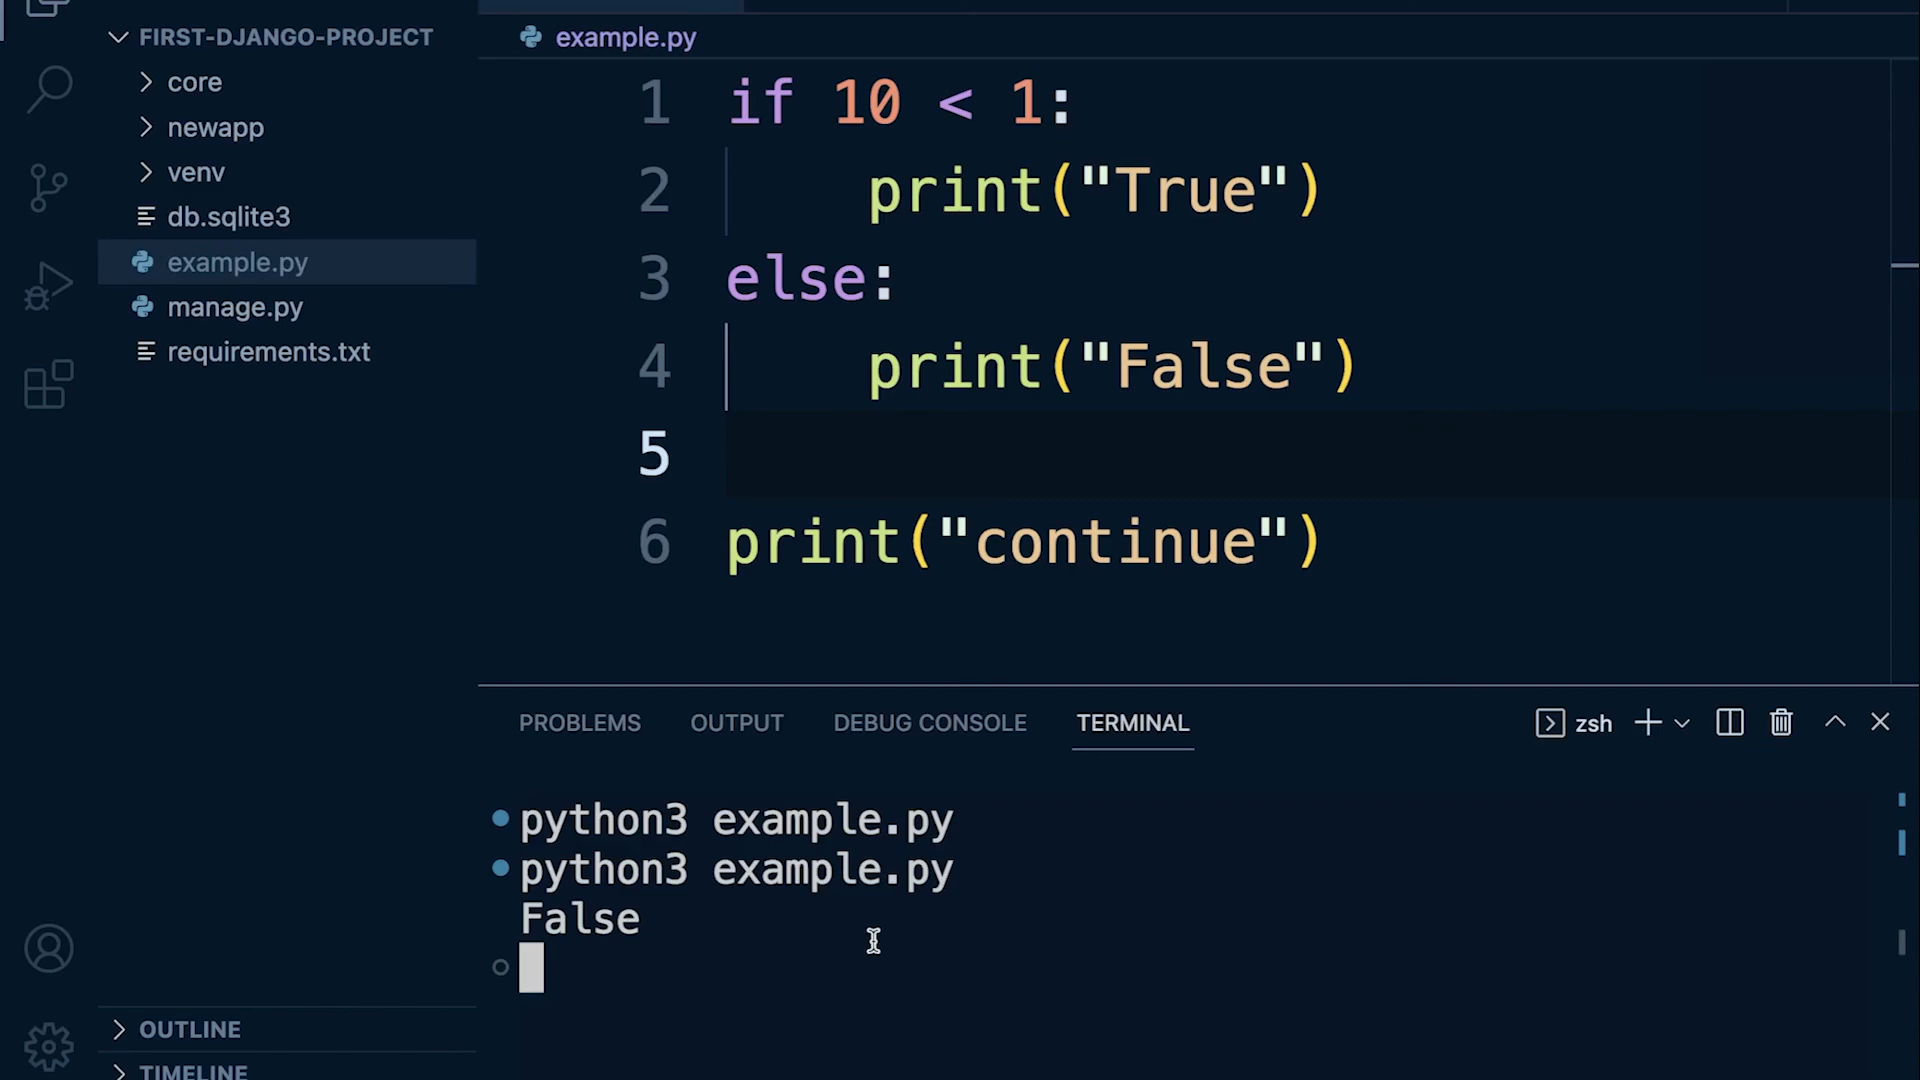 FIRST-DJANGO-PROJECT
core
newapp
venv
db.sqlite3
example.py
manage.py
requirements.txt
OUTLINE
TIMELINE
example.py
1 if 10 < 1:
2 print("True")
3 else:
4 print("False")
5
6 print("continue")
PROBLEMS OUTPUT DEBUG CONSOLE TERMINAL zsh
python3 example.py
python3 example.py
False